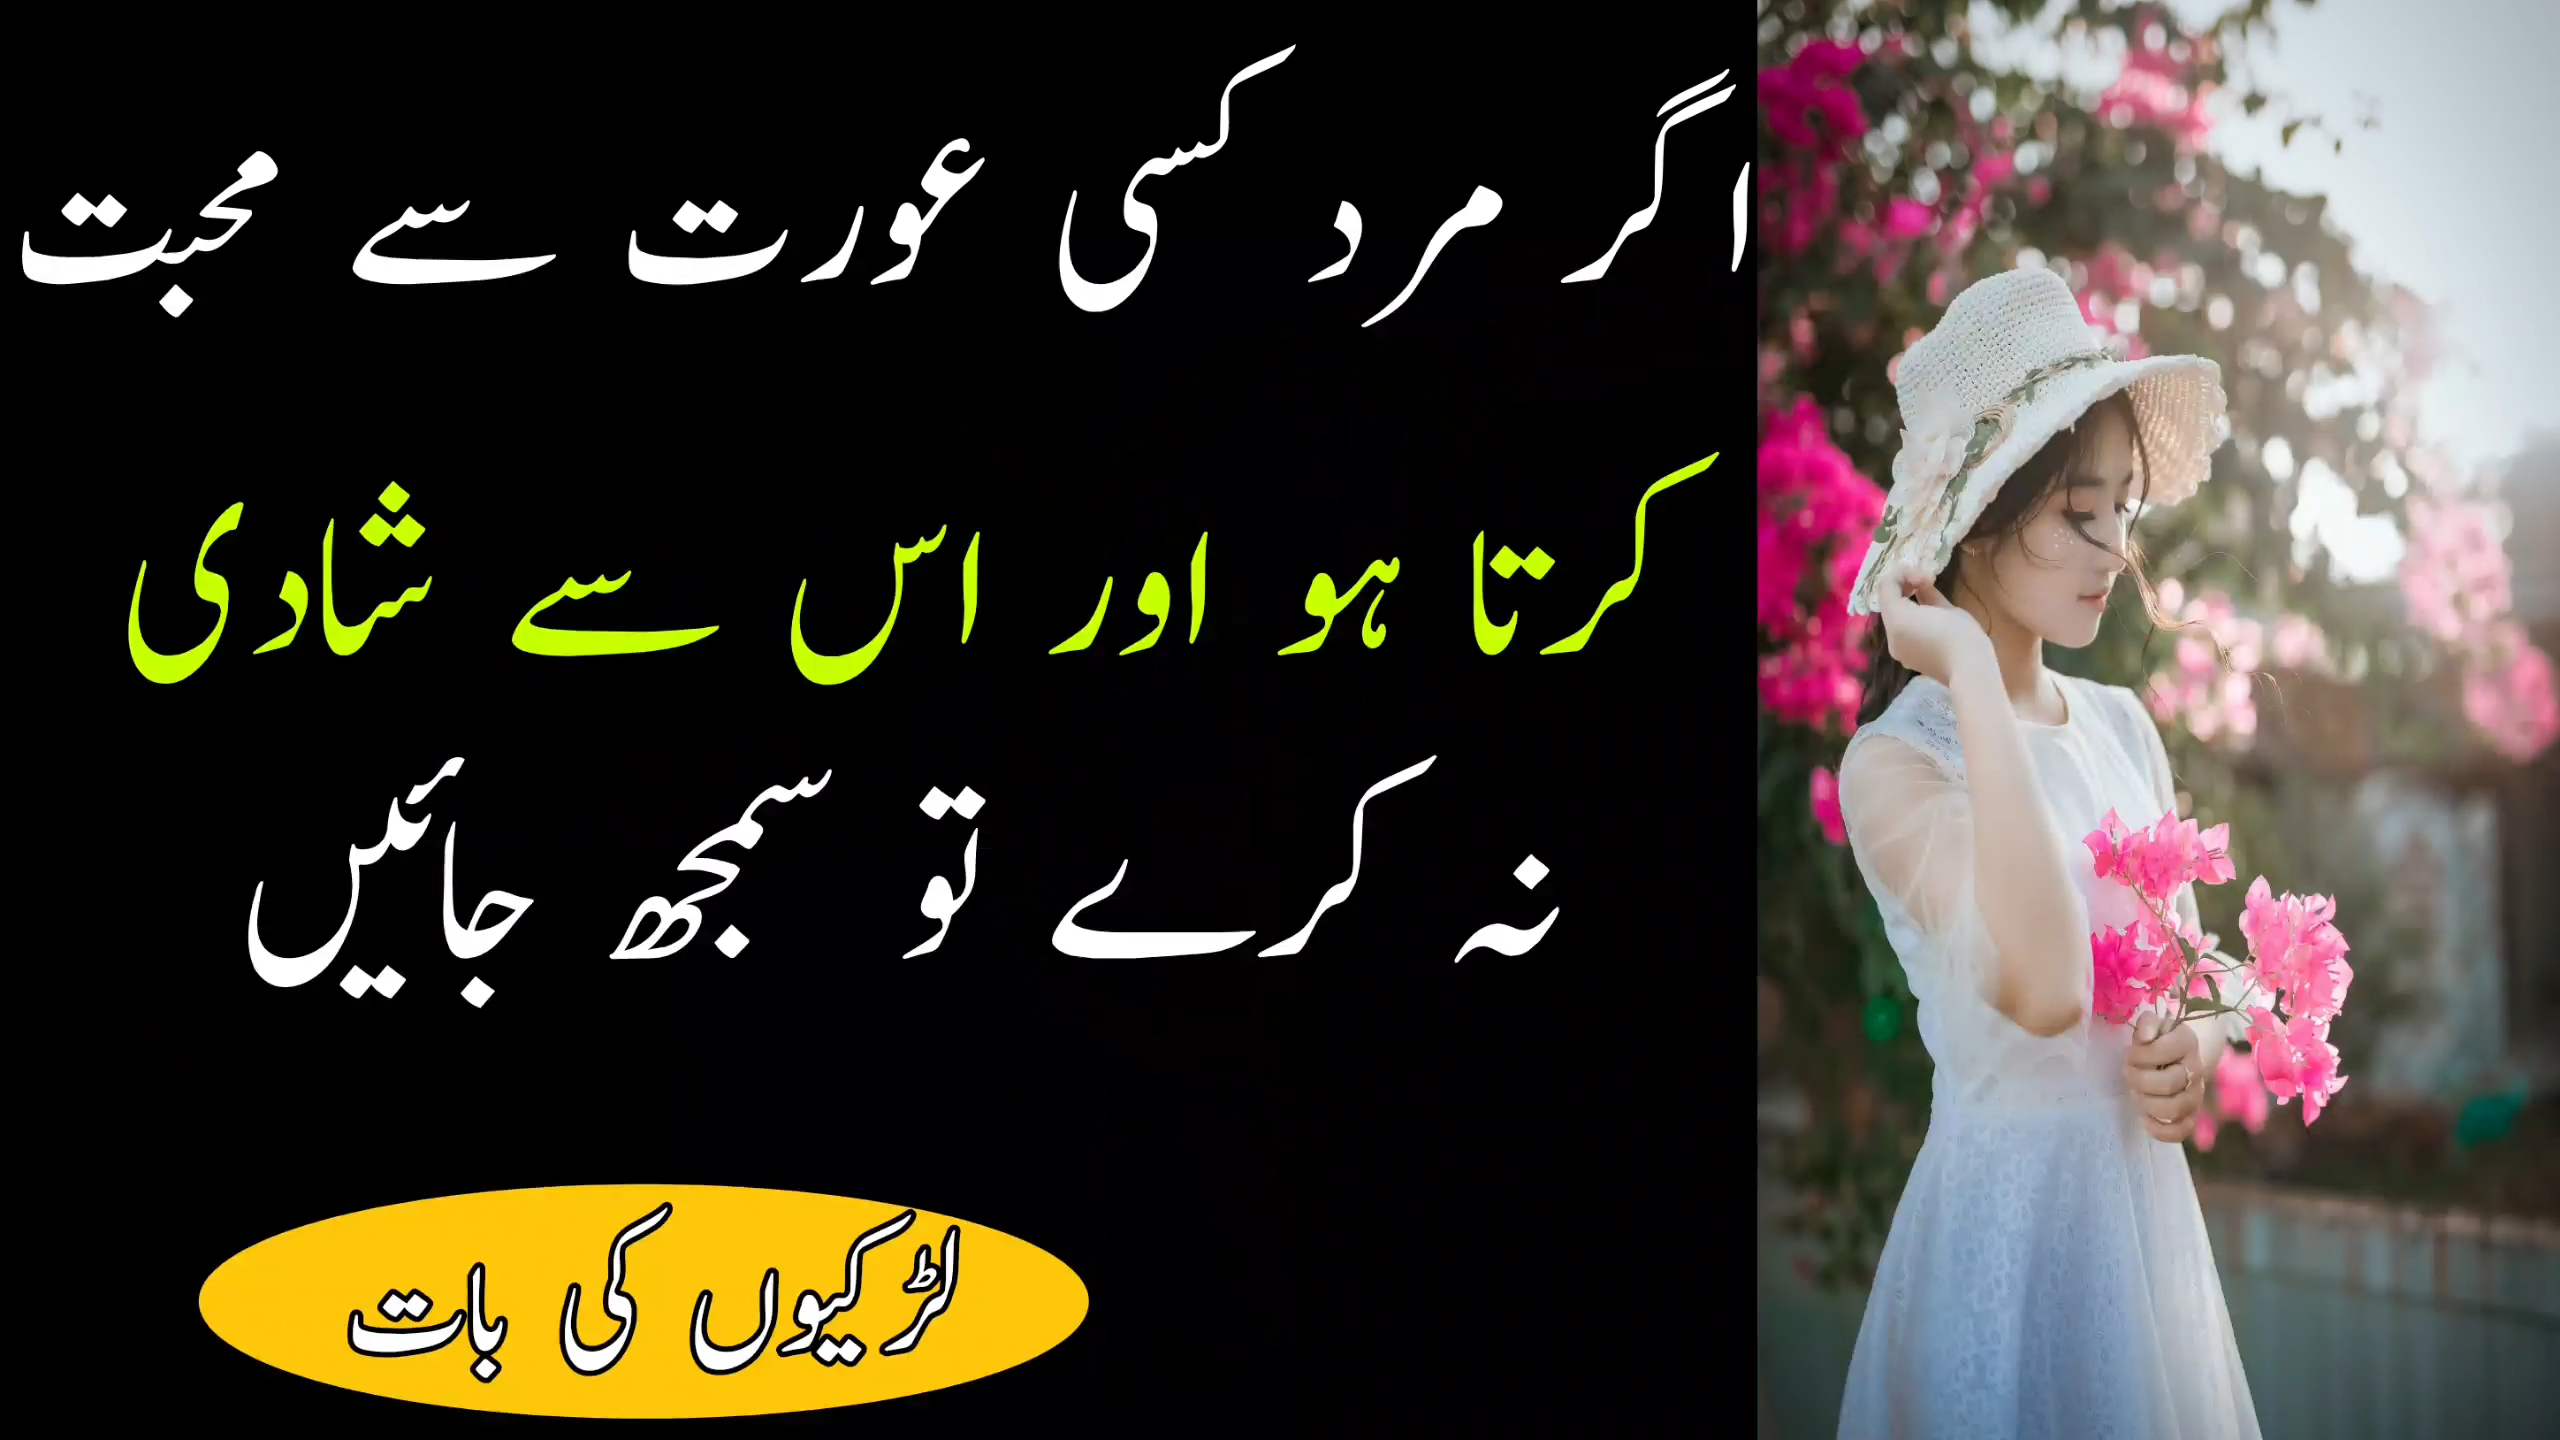 اگر مرد کسی عورت سے محبت
کرتا ہو اور اس سے شادی
نہ کرے تو سمجھ جائیں
لڑکیوں کی بات